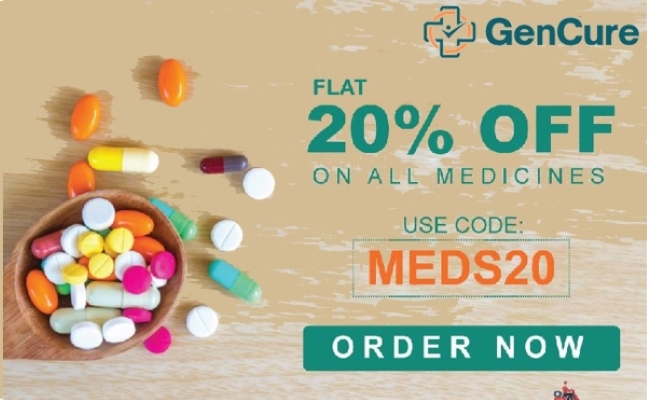 GenCure
FLAT
20% OFF
ON ALL MEDICINES
USE CODE:
MEDS20
ORDER NOW